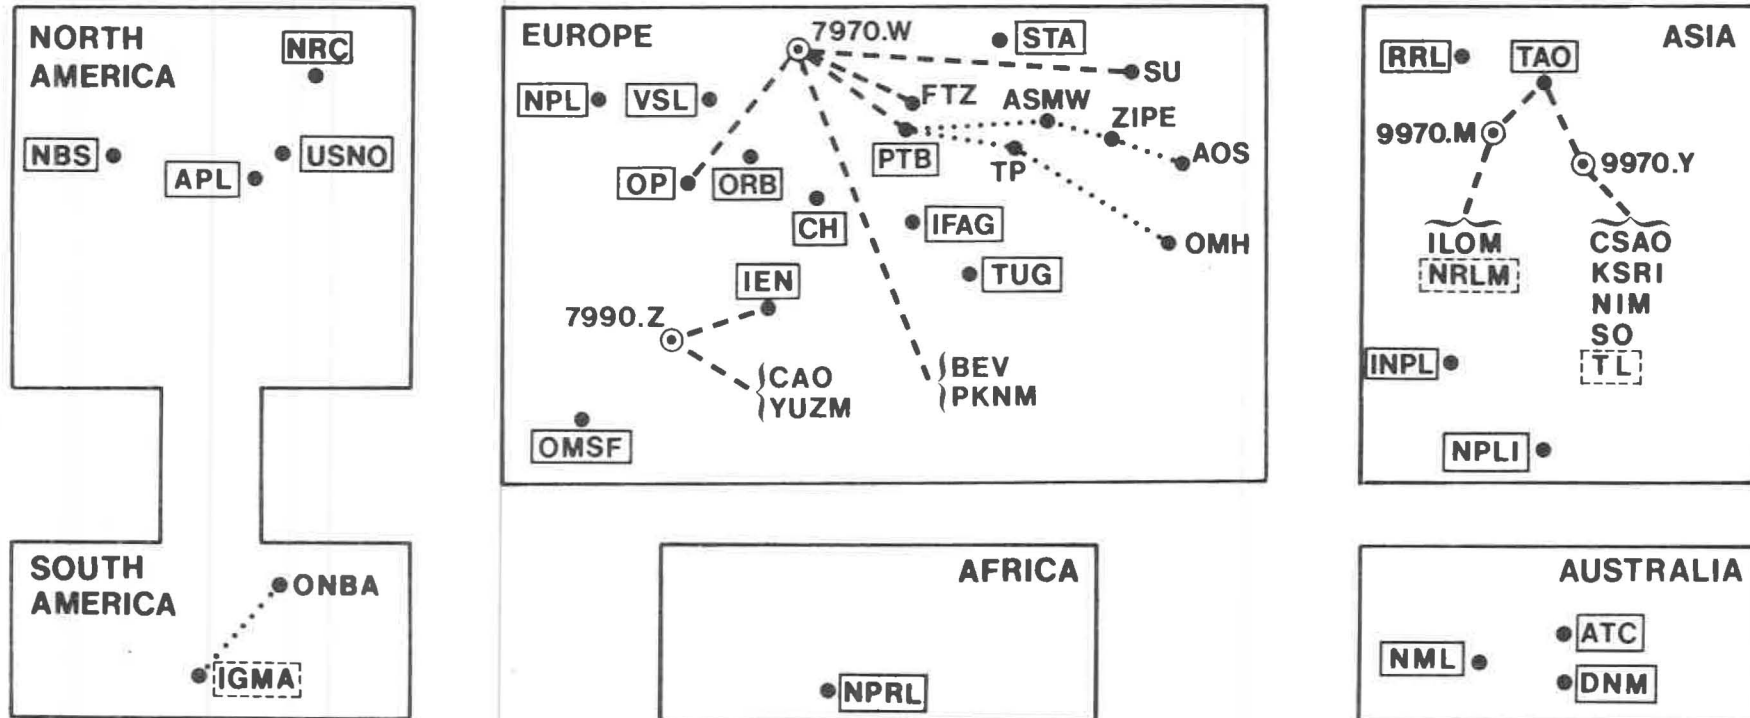 NORTH
AMERICA
NRC
NBS
APL
USNO
SOUTH
AMERICA
ONBA
IGMA
EUROPE
7970.W
STA
SU
NPL
VSL
FTZ
ASMW
ZIPE
AOS
PTB
TP
OP
ORB
CH
IFAG
OMH
IEN
TUG
7990.Z
CAO
YUZM
BEV
PKNM
OMSF
AFRICA
NPRL
ASIA
RRL
TAO
9970.M
9970.Y
ILOM
NRLM
CSAO
KSRI
NIM
SO
TL
INPL
NPLI
AUSTRALIA
ATC
NML
DNM